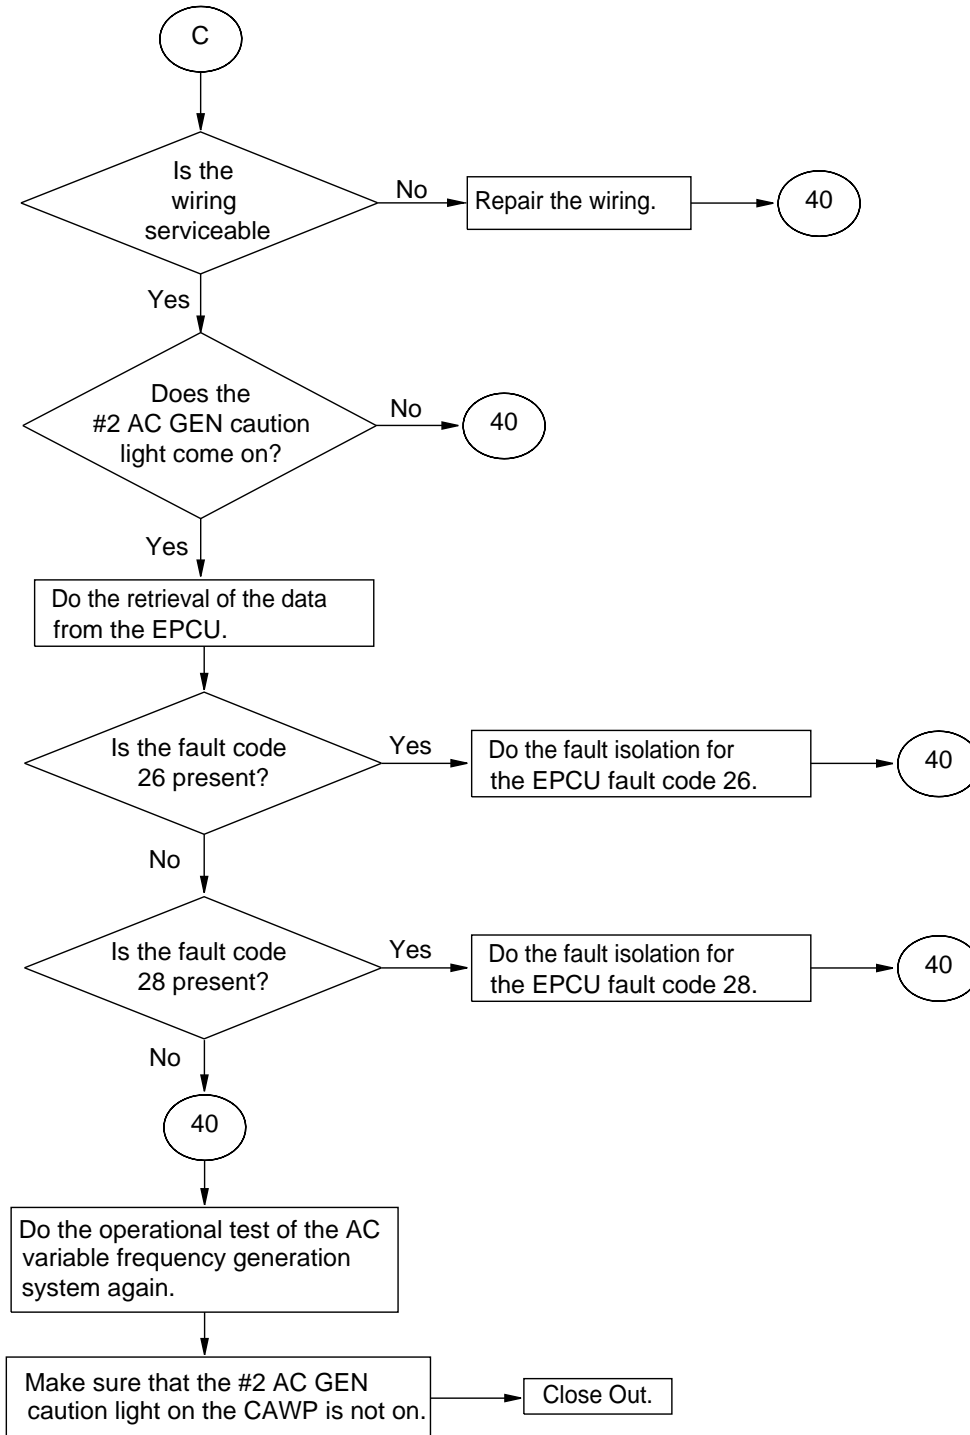 C
Is the
wiring
serviceable
No
Repair the wiring.
40
Yes
Does the
#2 AC GEN caution
light come on?
No
40
Yes
Do the retrieval of the data
from the EPCU.
Is the fault code
26 present?
Yes
Do the fault isolation for
the EPCU fault code 26.
40
No
Is the fault code
28 present?
Yes
Do the fault isolation for
the EPCU fault code 28.
40
No
40
Do the operational test of the AC
variable frequency generation
system again.
Make sure that the #2 AC GEN
caution light on the CAWP is not on.
Close Out.